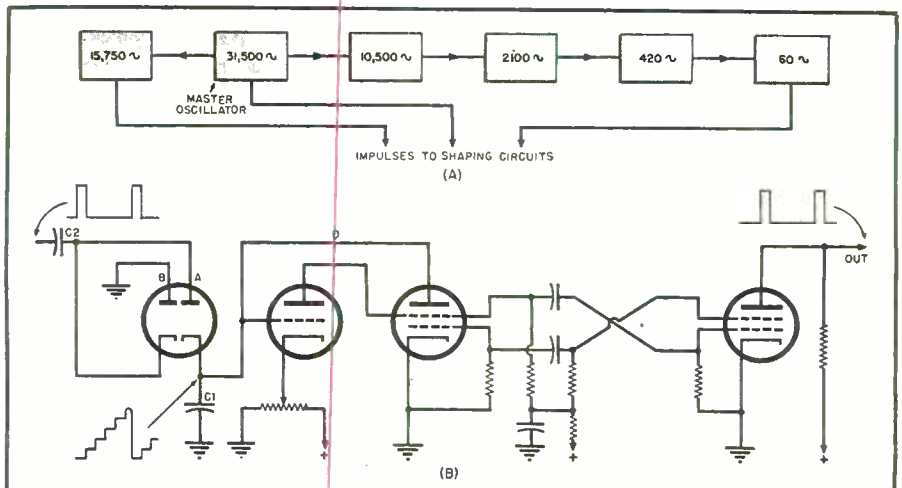 15,750 ~ 31,500 ~ 10,500 ~ 2100 ~ 420 ~ 60 ~
MASTER
OSCILLATOR
IMPULSES TO SHAPING CIRCUITS
(A)
C2
B A
D
OUT
C1
+ + +
(B)